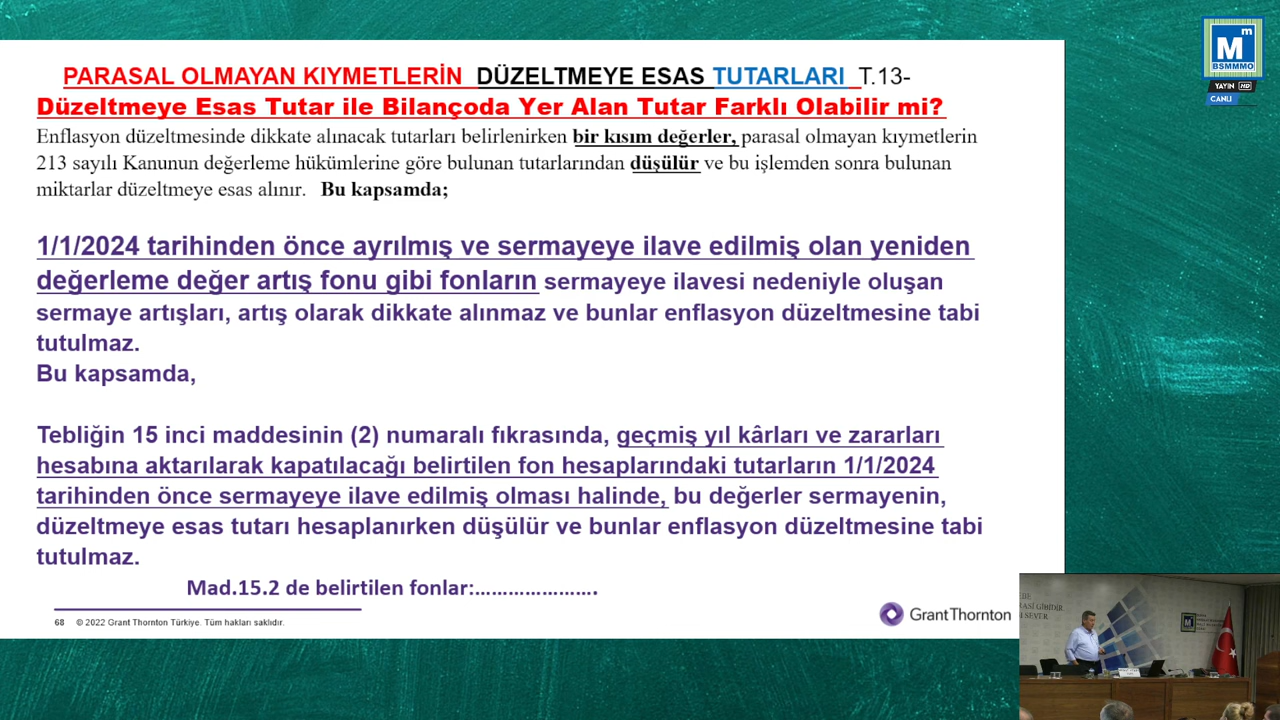 PARASAL OLMAYAN KIYMETLERİN DÜZELTMEYE ESAS TUTARLARI T.13-
Düzeltmeye Esas Tutar ile Bilançoda Yer Alan Tutar Farklı Olabilir mi?
Enflasyon düzeltmesinde dikkate alınacak tutarları belirlenirken bir kısım değerler, parasal olmayan kıymetlerin
213 sayılı Kanunun değerleme hükümlerine göre bulunan tutarlarından düşülür ve bu işlemden sonra bulunan
miktarlar düzeltmeye esas alınır. Bu kapsamda;
1/1/2024 tarihinden önce ayrılmış ve sermayeye ilave edilmiş olan yeniden
değerleme değer artış fonu gibi fonların sermayeye ilavesi nedeniyle oluşan
sermaye artışları, artış olarak dikkate alınmaz ve bunlar enflasyon düzeltmesine tabi
tutulmaz.
Bu kapsamda,
Tebliğin 15 inci maddesinin (2) numaralı fıkrasında, geçmiş yıl kârları ve zararları
hesabına aktarılarak kapatılacağı belirtilen fon hesaplarındaki tutarların 1/1/2024
tarihinden önce sermayeye ilave edilmiş olması halinde, bu değerler sermayenin,
düzeltmeye esas tutarı hesaplanırken düşülür ve bunlar enflasyon düzeltmesine tabi
tutulmaz.
Mad.15.2 de belirtilen fonlar:………………….
68 © 2022 Grant Thornton Türkiye. Tüm hakları saklıdır.
GrantThornton
Mm
BSMMMO
YAYIN HD
CANLI